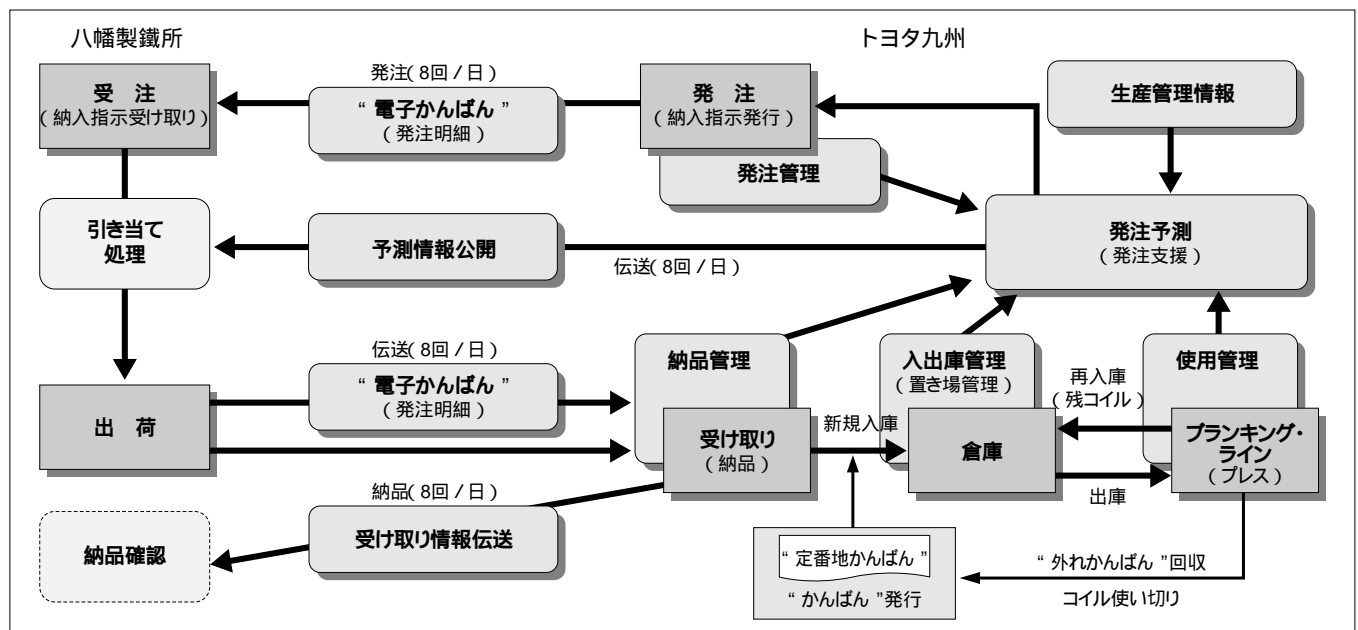 八幡製鐵所
トヨタ九州
発注(8回/日)
受 注
(納入指示受け取り)
“電子かんばん”
(発注明細)
発 注
(納入指示発行)
生産管理情報
発注管理
引き当て
処理
予測情報公開
伝送(8回/日)
発注予測
(発注支援)
伝送(8回/日)
“電子かんばん”
(発注明細)
納品管理
入出庫管理
(置き場管理)
使用管理
再入庫
(残コイル)
出 荷
受け取り
(納品)
新規入庫
倉庫
ブランキング・
ライン
(プレス)
出庫
納品(8回/日)
受け取り情報伝送
納品確認
“定番地かんばん”
“かんばん”発行
“外れかんばん”回収
コイル使い切り